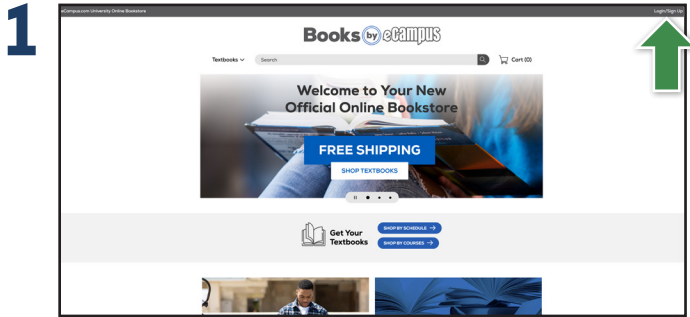 1
eCampus.com University Online Bookstore
Login/Sign Up
Books by eCampus
Textbooks
Search
Cart (0)
Welcome to Your New
Official Online Bookstore
FREE SHIPPING
SHOP TEXTBOOKS
Get Your
Textbooks
SHOP BY SCHEDULE →
SHOP BY COURSES →